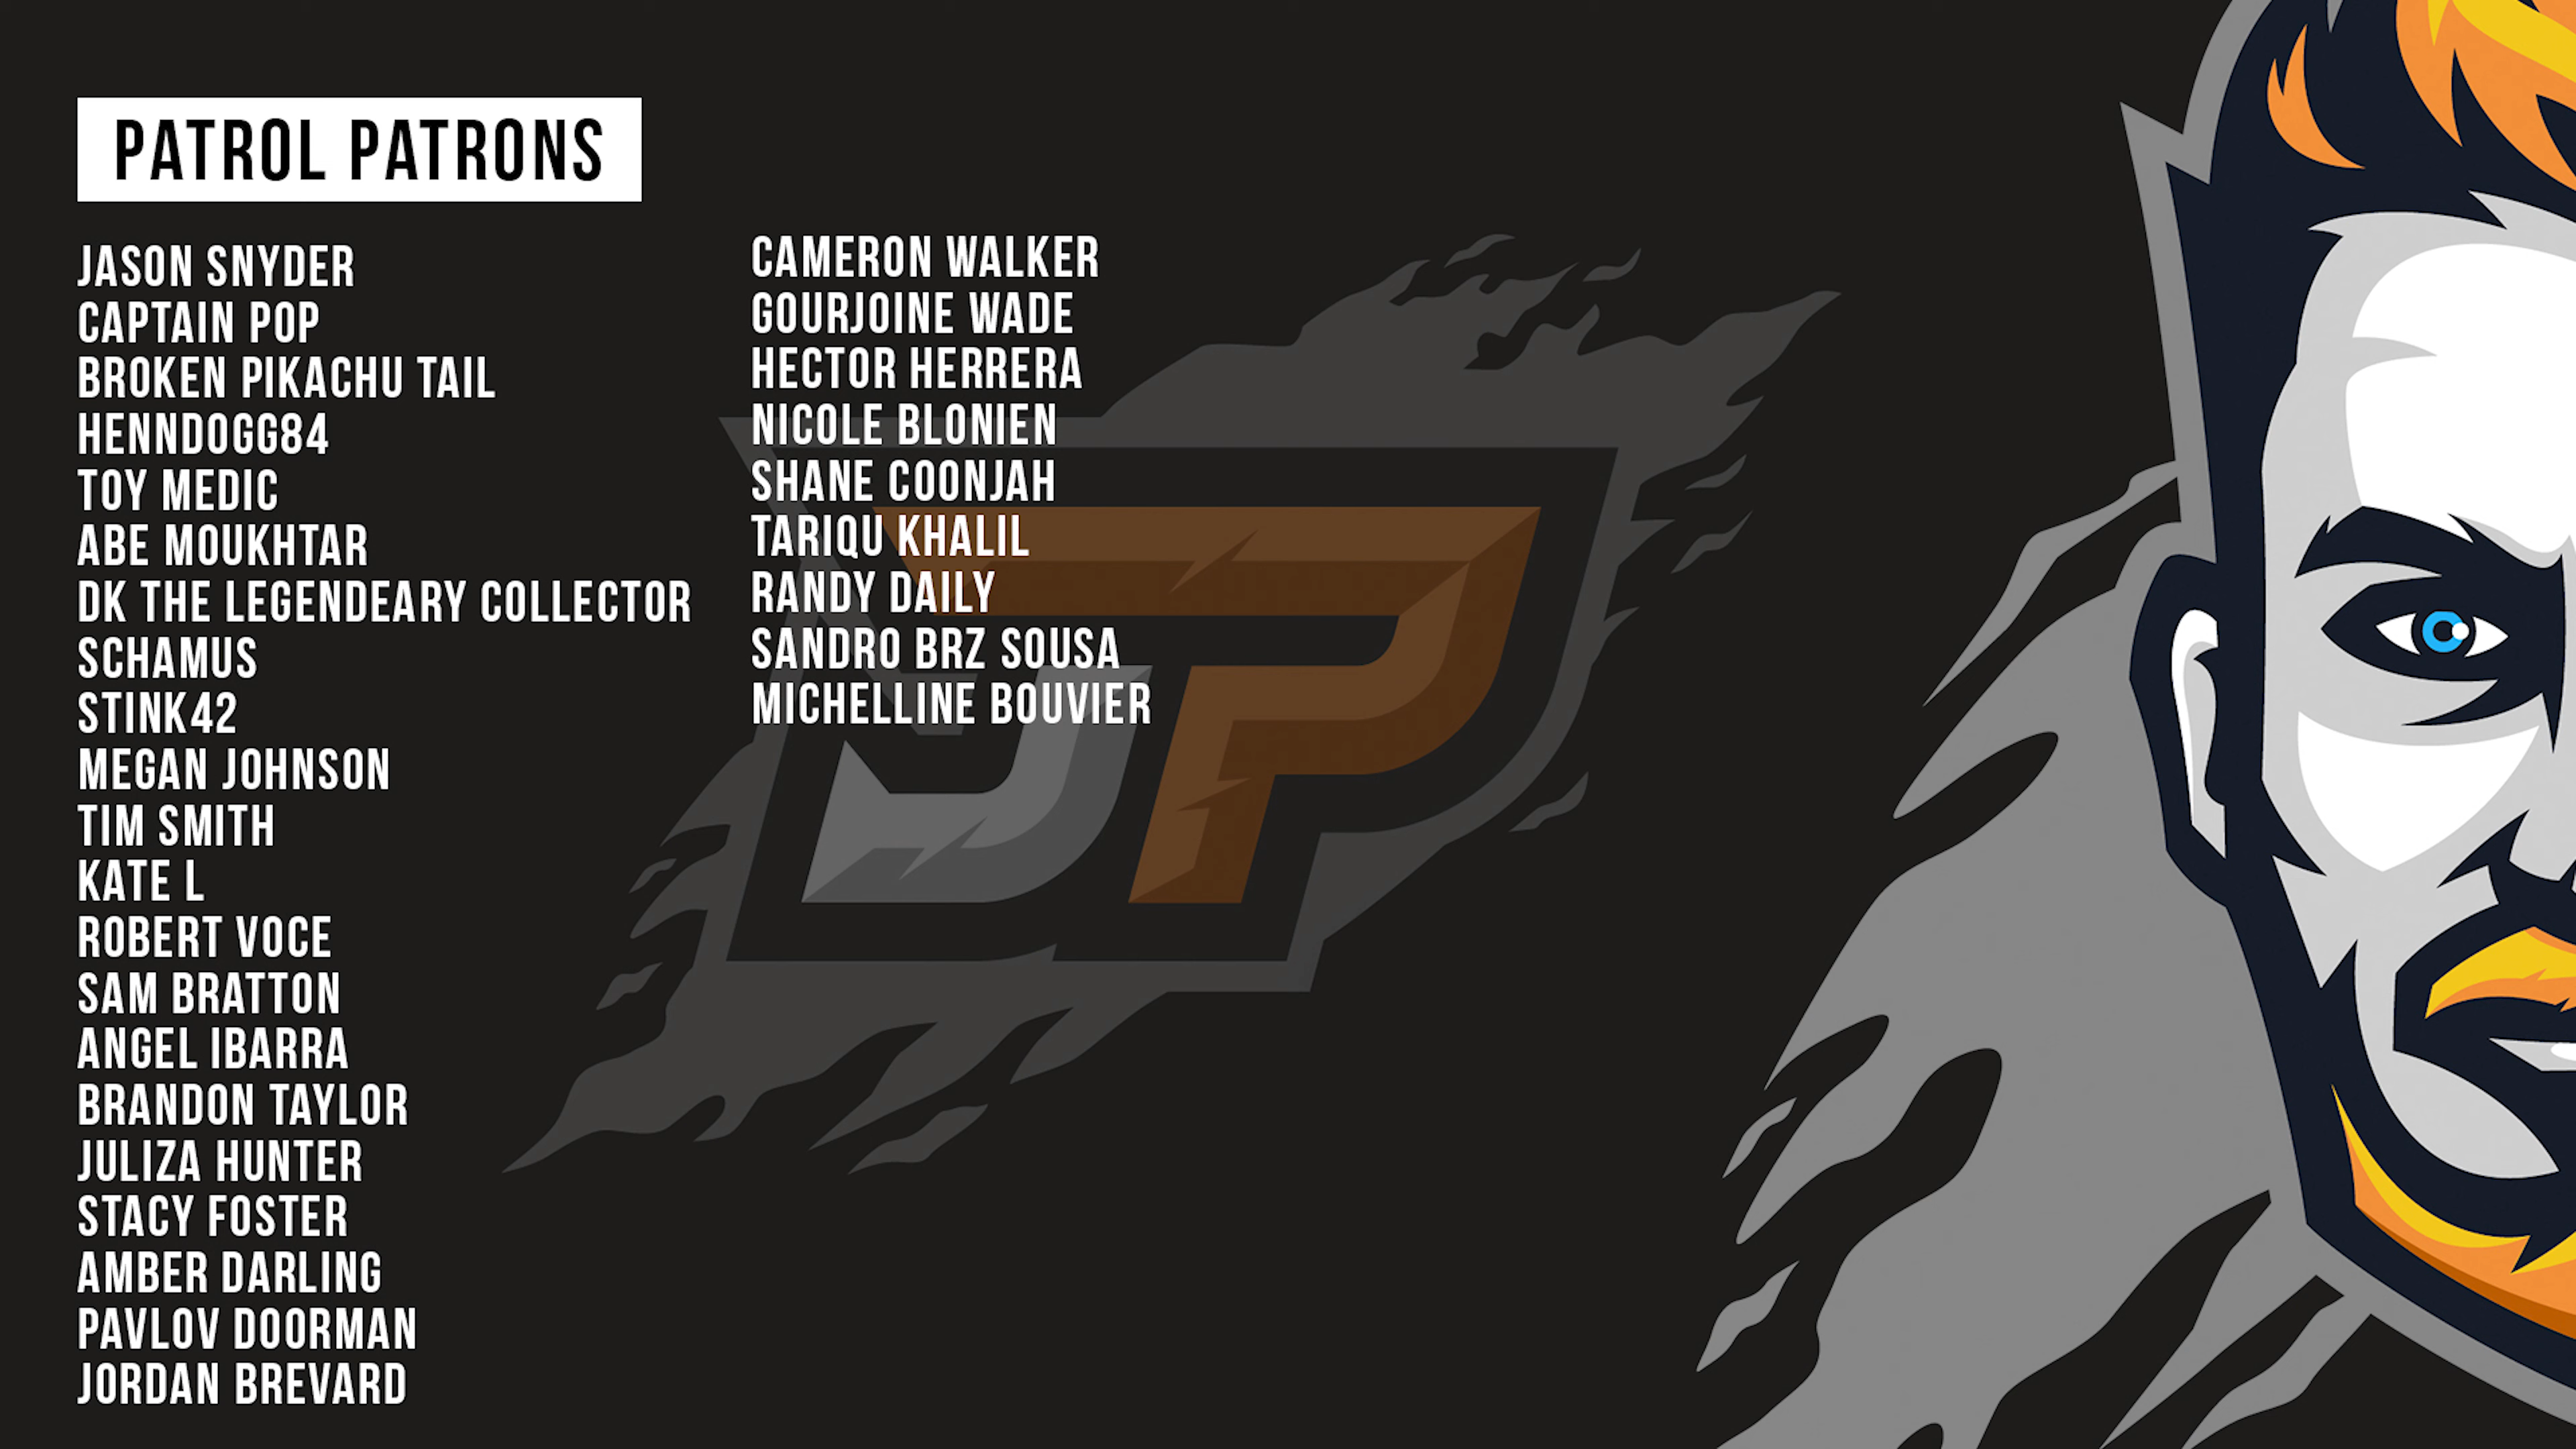 PATROL PATRONS
JASON SNYDER
CAPTAIN POP
BROKEN PIKACHU TAIL
HENNDOGG84
TOY MEDIC
ABE MOUKHTAR
DK THE LEGENDEARY COLLECTOR
SCHAMUS
STINK42
MEGAN JOHNSON
TIM SMITH
KATE L
ROBERT VOCE
SAM BRATTON
ANGEL IBARRA
BRANDON TAYLOR
JULIZA HUNTER
STACY FOSTER
AMBER DARLING
PAVLOV DOORMAN
JORDAN BREVARD
CAMERON WALKER
GOURJOINE WADE
HECTOR HERRERA
NICOLE BLONIEN
SHANE COONJAH
TARIQU KHALIL
RANDY DAILY
SANDRO BRZ SOUSA
MICHELLINE BOUVIER
JP